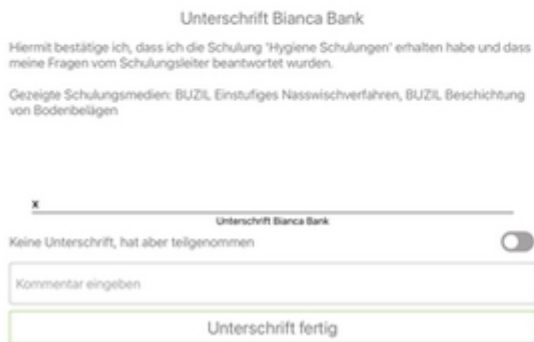 Unterschrift Bianca Bank
Hiermit bestätige ich, dass ich die Schulung 'Hygiene Schulungen' erhalten habe und dass
meine Fragen vom Schulungsleiter beantwortet wurden.
Gezeigte Schulungsmedien: BUZIL Einstufiges Nasswischverfahren, BUZIL Beschichtung
von Bodenbelägen
x
Unterschrift Bianca Bank
Keine Unterschrift, hat aber teilgenommen
Kommentar eingeben
Unterschrift fertig